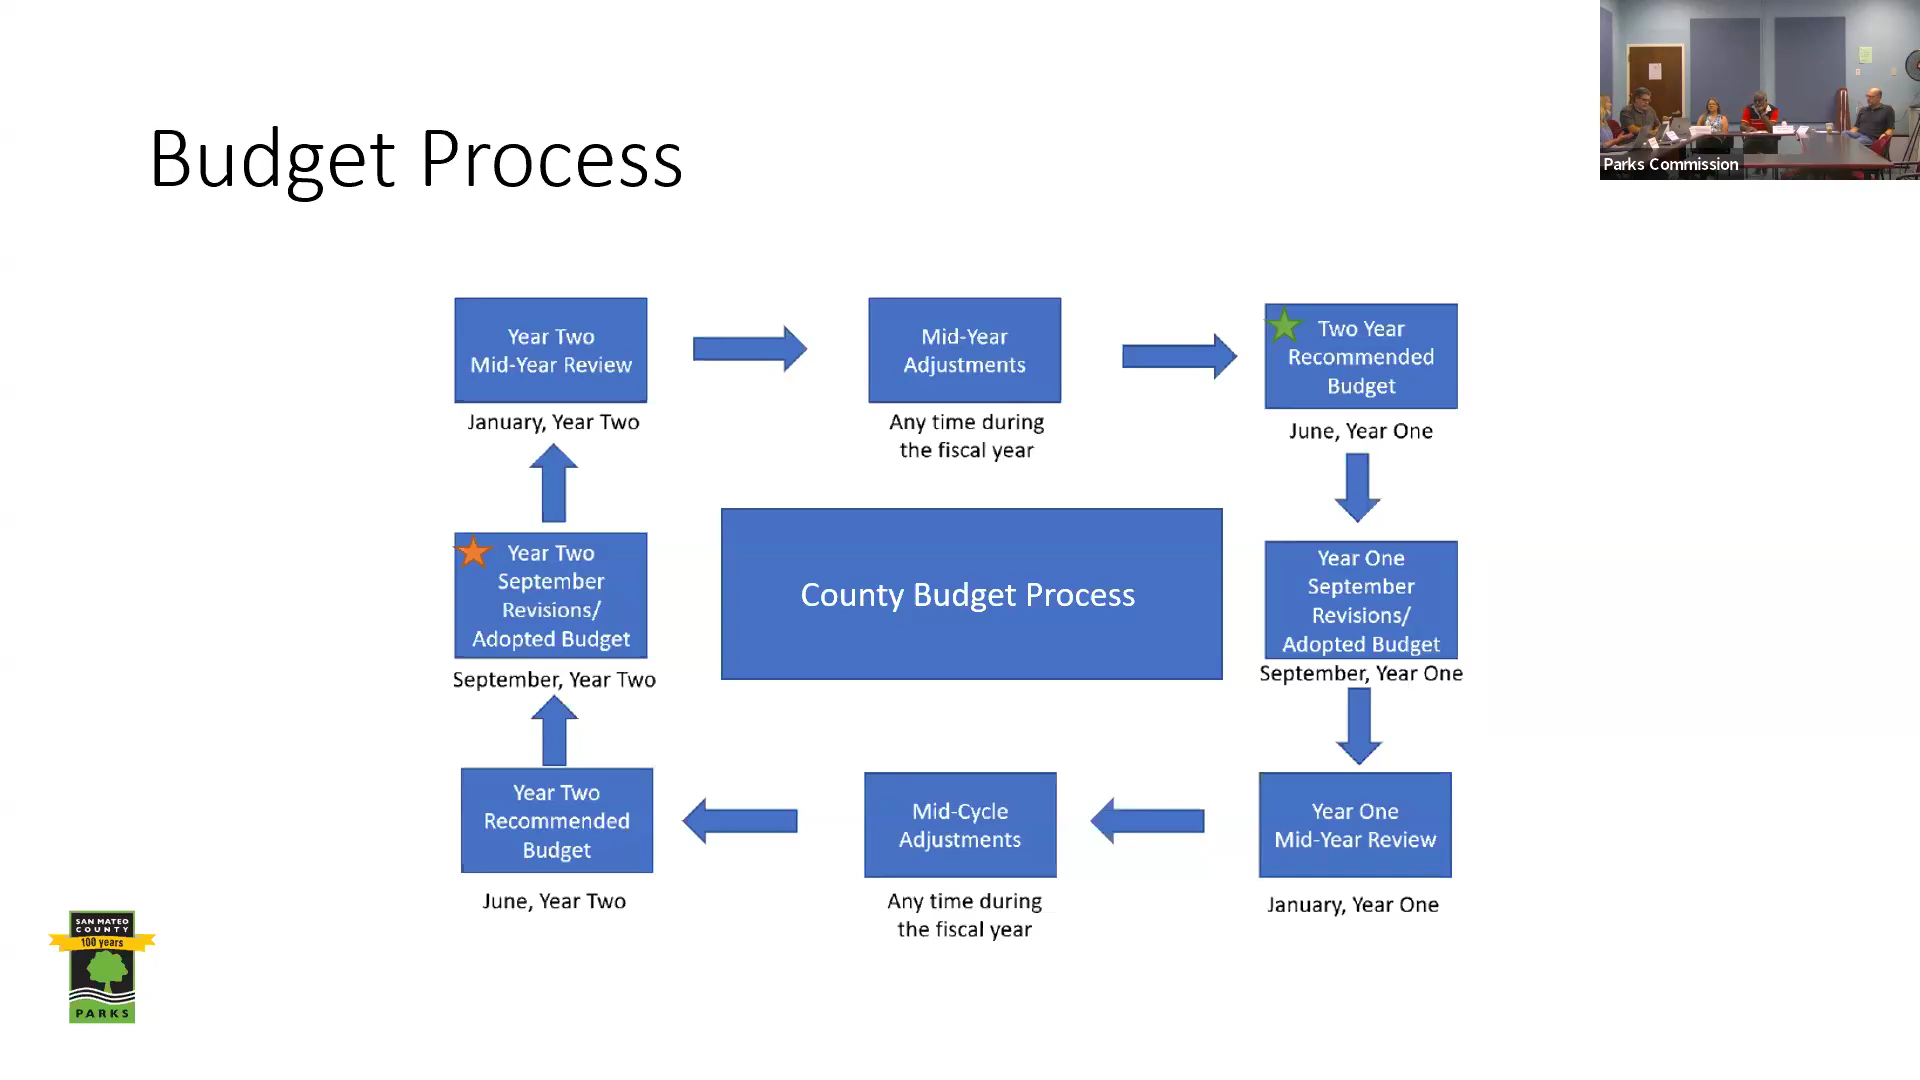 Budget Process
Parks Commission
Year Two
Mid-Year Review
January, Year Two
Mid-Year
Adjustments
Any time during
the fiscal year
Two Year
Recommended
Budget
June, Year One
Year Two
September
Revisions/
Adopted Budget
September, Year Two
County Budget Process
Year One
September
Revisions/
Adopted Budget
September, Year One
Year Two
Recommended
Budget
June, Year Two
Mid-Cycle
Adjustments
Any time during
the fiscal year
Year One
Mid-Year Review
January, Year One
SAN MATEO
COUNTY
100 years
PARKS